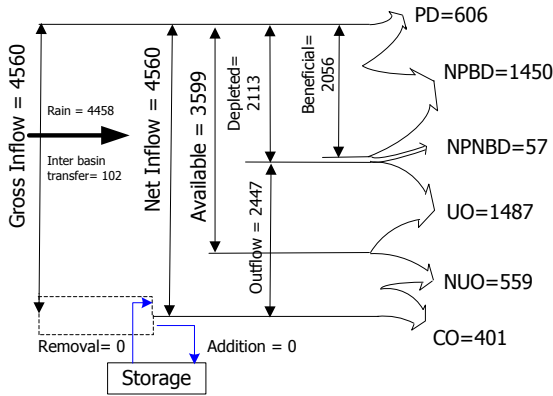 PD=606
Gross Inflow = 4560
Rain = 4458
Inter basin
transfer= 102
Net Inflow = 4560
Available = 3599
Depleted=
2113
Beneficial=
2056
Outflow = 2447
NPBD=1450
NPNBD=57
UO=1487
NUO=559
CO=401
Removal= 0
Addition = 0
Storage